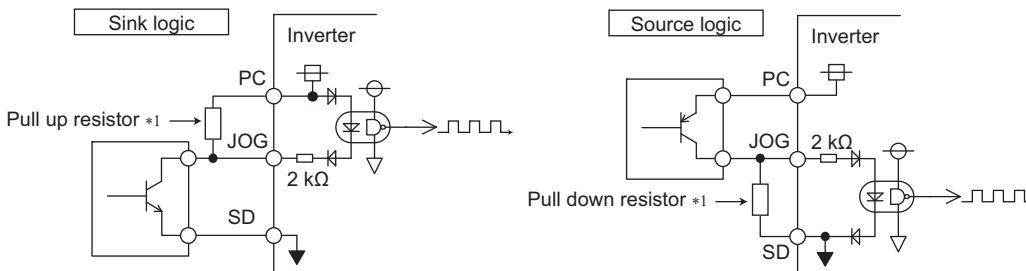 Sink logic
Inverter
PC
Pull up resistor *1
JOG
2 kΩ
SD
Source logic
Inverter
PC
JOG
2 kΩ
Pull down resistor *1
SD